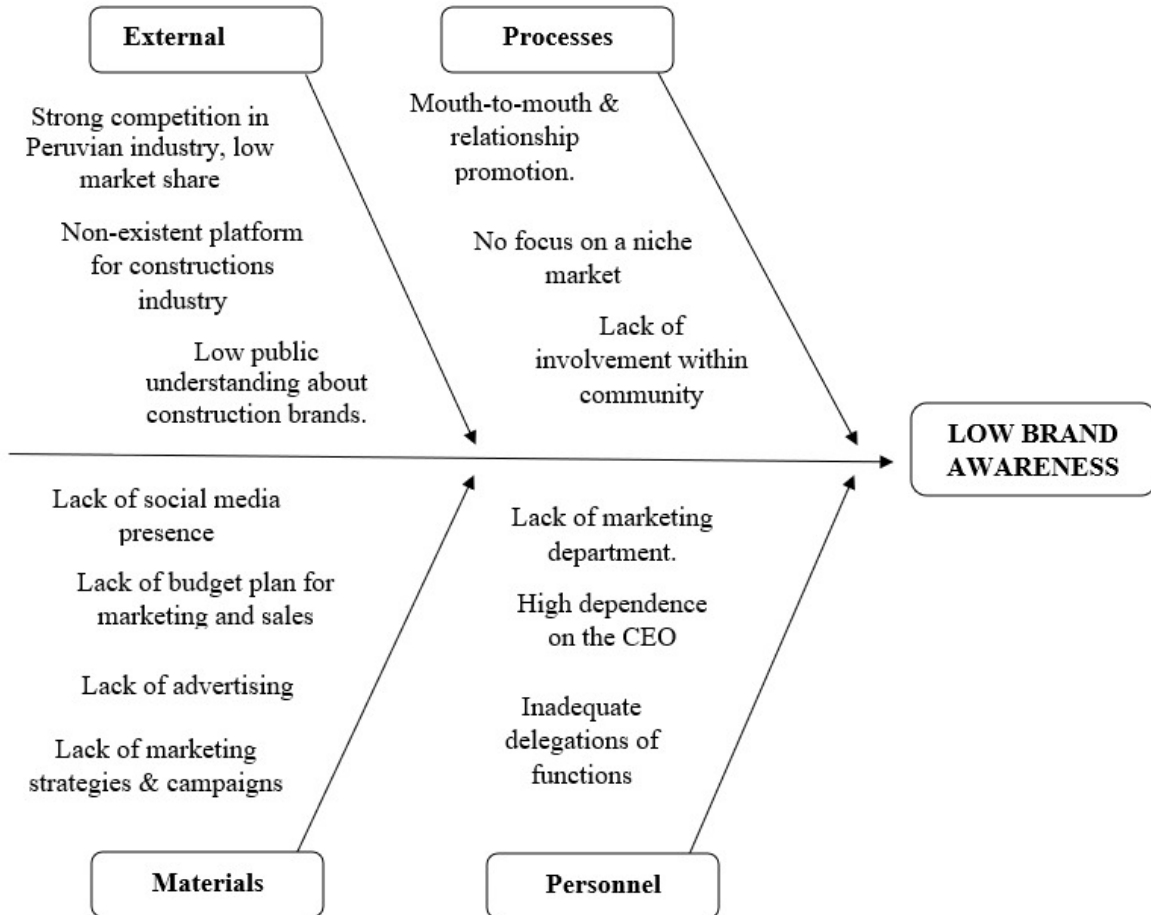 External
Strong competition in
Peruvian industry, low
market share
Non-existent platform
for constructions
industry
Low public
understanding about
construction brands.
Processes
Mouth-to-mouth &
relationship
promotion.
No focus on a niche
market
Lack of
involvement within
community
LOW BRAND
AWARENESS
Lack of social media
presence
Lack of budget plan for
marketing and sales
Lack of advertising
Lack of marketing
strategies & campaigns
Materials
Lack of marketing
department.
High dependence
on the CEO
Inadequate
delegations of
functions
Personnel